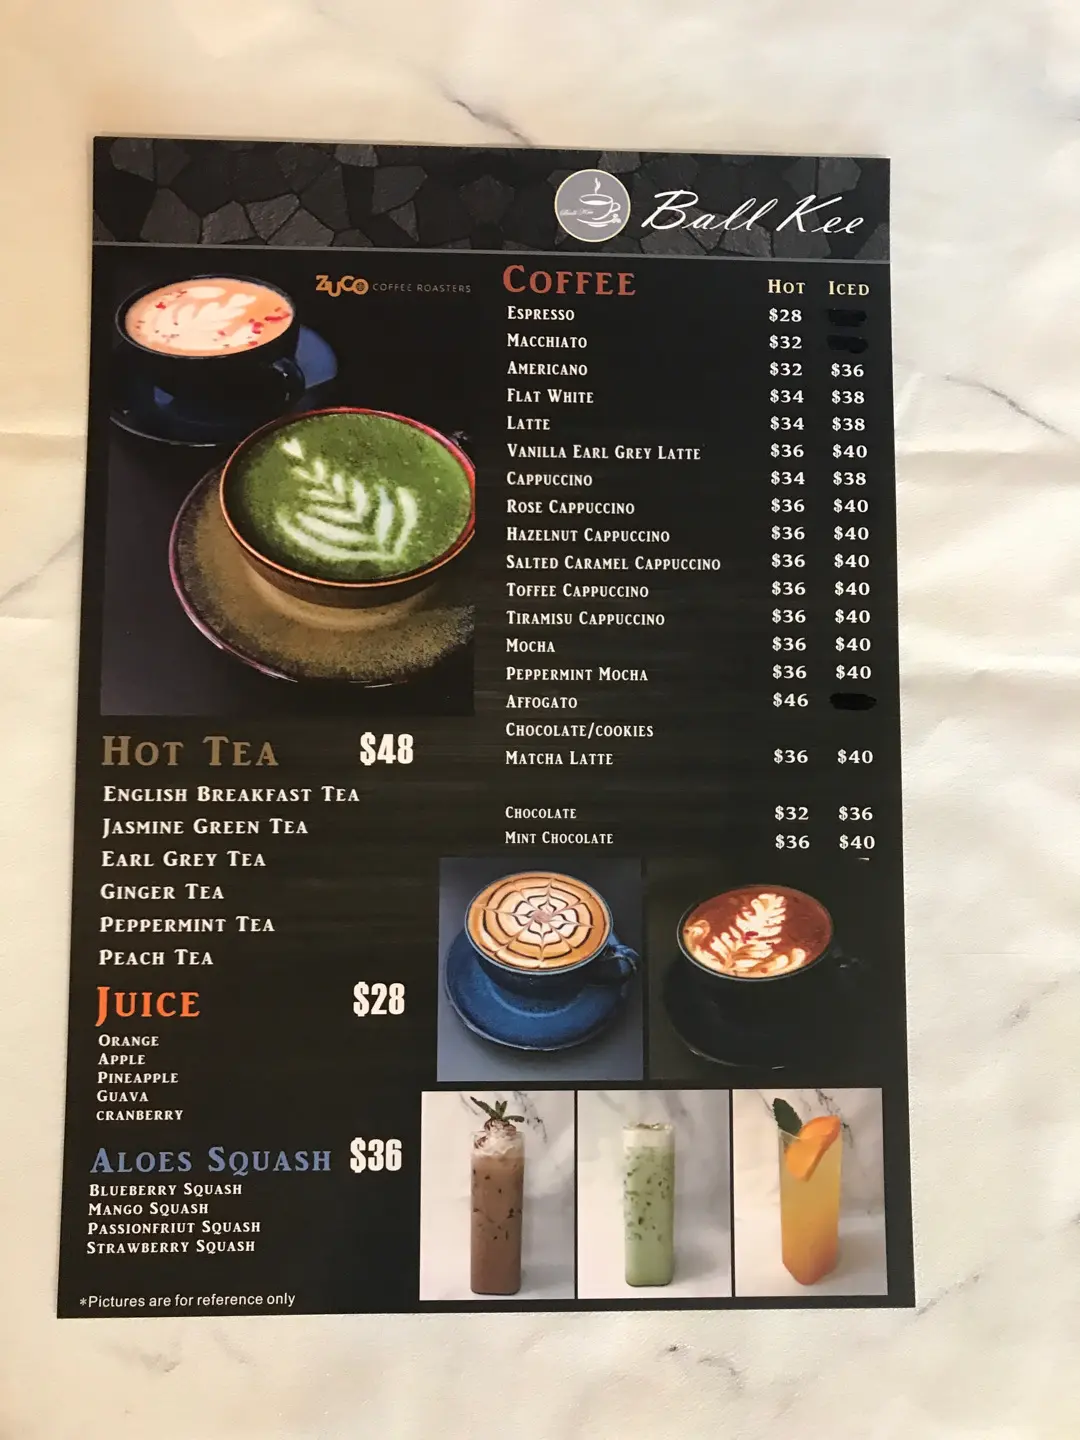 Ball Kee
ZUCO COFFEE ROASTERS
COFFEE HOT ICED
ESPRESSO $28
MACCHIATO $32
AMERICANO $32 $36
FLAT WHITE $34 $38
LATTE $34 $38
VANILLA EARL GREY LATTE $36 $40
CAPPUCCINO $34 $38
ROSE CAPPUCCINO $36 $40
HAZELNUT CAPPUCCINO $36 $40
SALTED CARAMEL CAPPUCCINO $36 $40
TOFFEE CAPPUCCINO $36 $40
TIRAMISU CAPPUCCINO $36 $40
MOCHA $36 $40
PEPPERMINT MOCHA $36 $40
AFFOGATO $46
CHOCOLATE/COOKIES
MATCHA LATTE $36 $40
CHOCOLATE $32 $36
MINT CHOCOLATE $36 $40
HOT TEA $48
ENGLISH BREAKFAST TEA
JASMINE GREEN TEA
EARL GREY TEA
GINGER TEA
PEPPERMINT TEA
PEACH TEA
JUICE $28
ORANGE
APPLE
PINEAPPLE
GUAVA
CRANBERRY
ALOES SQUASH $36
BLUEBERRY SQUASH
MANGO SQUASH
PASSIONFRIUT SQUASH
STRAWBERRY SQUASH
*Pictures are for reference only